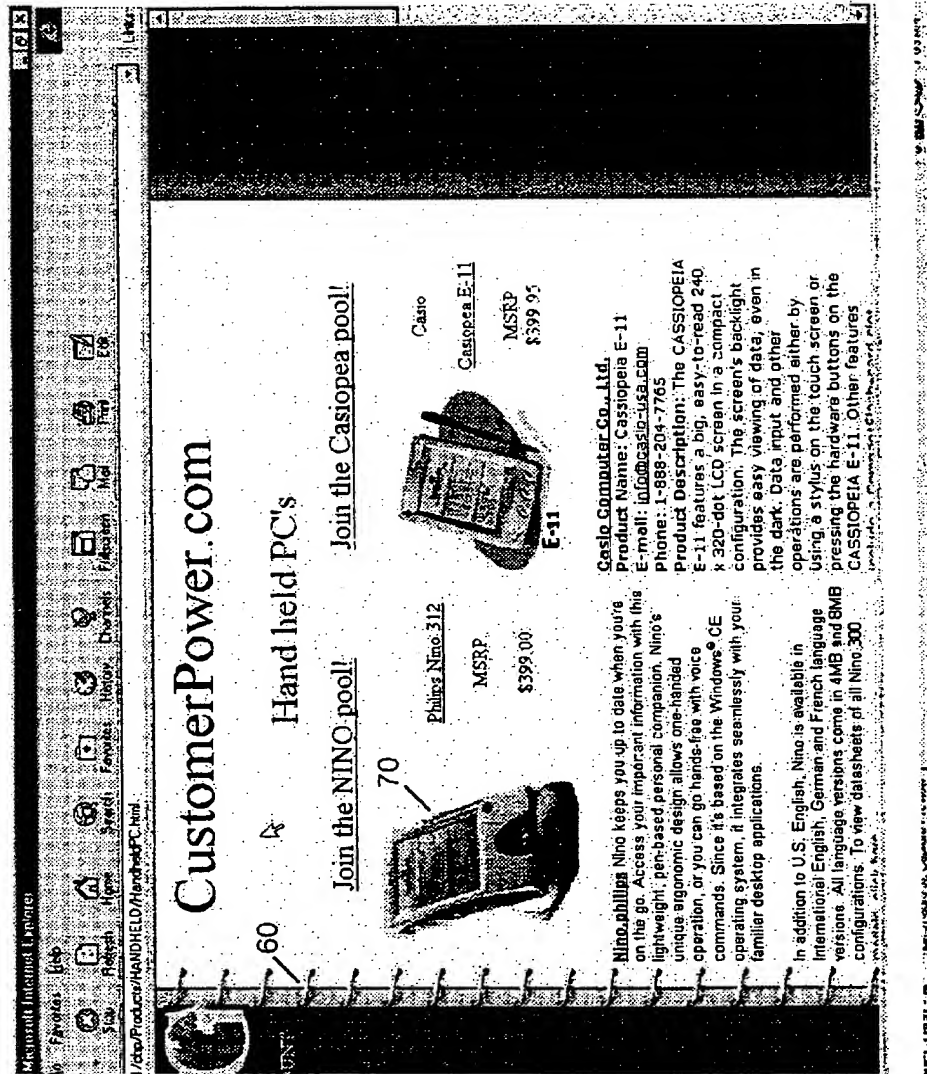 Microsoft Internet Explorer
Favorites Help
Stop Refresh Home Search Favorites History Channels Fullscreen Mail Print Edit
/Products/HANDHELD/HandheldPC.html
Links
CustomerPower.com
60
Hand held PC's
Join the NINO pool!
Join the Casiopea pool!
70
Philips Nino 312
MSRP
$399.00
Casio
Casiopea E-11
MSRP
$399.95
E-11
Nino.philips Nino keeps you up to date when you're
on the go. Access your important information with this
lightweight, pen-based personal companion. Nino's
unique ergonomic design allows one-handed
operation, or you can go hands-free with voice
commands. Since it's based on the Windows® CE
operating system, it integrates seamlessly with your
familiar desktop applications.
In addition to U.S. English, Nino is available in
International English, German and French language
versions. All language versions come in 4MB and 8MB
configurations. To view datasheets of all Nino 300
click here
Casio Computer Co., Ltd.
Product Name: Cassiopeia E-11
E-mail: info@casio-usa.com
Phone: 1-888-204-7765
Product Description: The CASSIOPEIA
E-11 features a big, easy-to-read 240
x 320-dot LCD screen in a compact
configuration. The screen's backlight
provides easy viewing of data, even in
the dark. Data input and other
operations are performed either by
using a stylus on the touch screen or
pressing the hardware buttons on the
CASSIOPEIA E-11. Other features
include a CompactFlash card slot